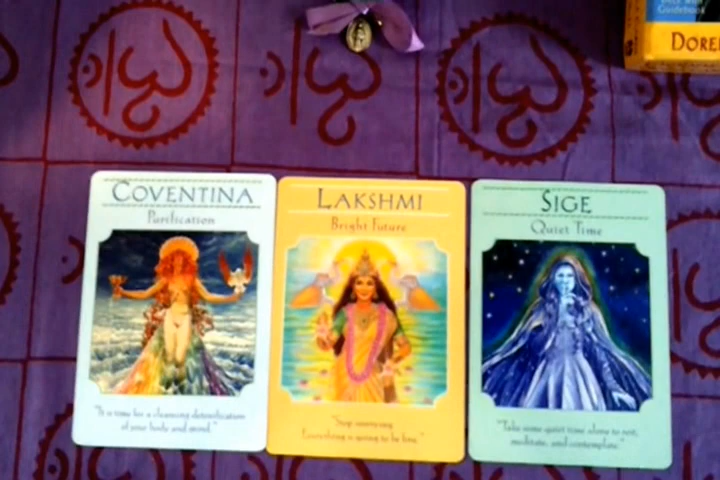 COVENTINA
Purification
"It is time for a cleansing detoxification
of your body and mind."
LAKSHMI
Bright Future
"Stop worrying.
Everything is going to be fine."
SIGE
Quiet Time
"Take some quiet time alone to rest,
meditate, and contemplate."
Guidebook
DORE